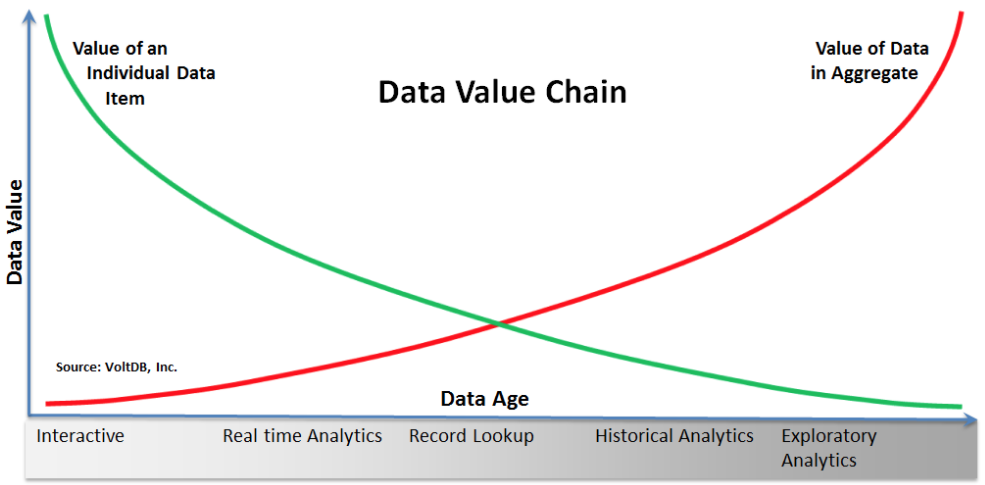 Value of an
Individual Data
Item
Value of Data
in Aggregate
Data Value Chain
Data Value
Source: VoltDB, Inc.
Data Age
Interactive
Real time Analytics
Record Lookup
Historical Analytics
Exploratory
Analytics